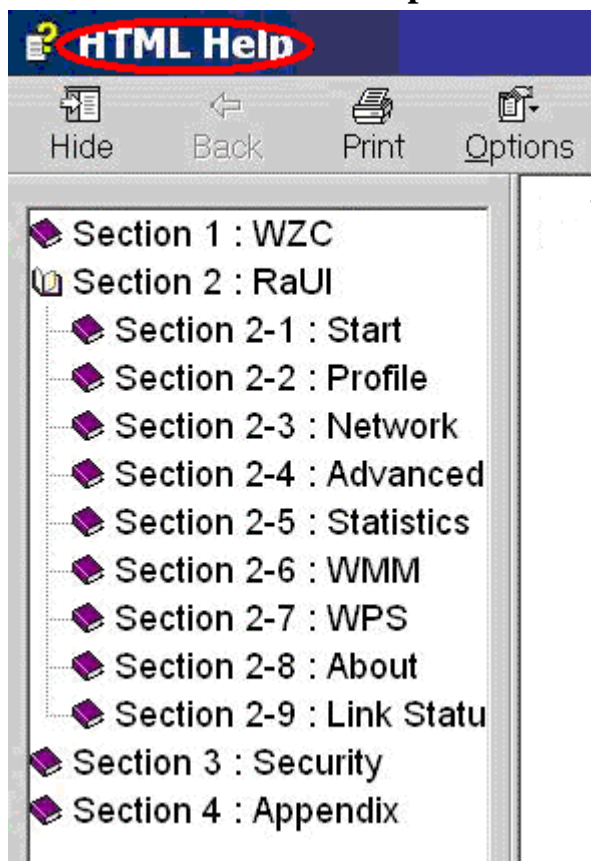 HTML Help
Hide Back Print Options
Section 1 : WZC
Section 2 : RaUI
Section 2-1 : Start
Section 2-2 : Profile
Section 2-3 : Network
Section 2-4 : Advanced
Section 2-5 : Statistics
Section 2-6 : WMM
Section 2-7 : WPS
Section 2-8 : About
Section 2-9 : Link Statu
Section 3 : Security
Section 4 : Appendix